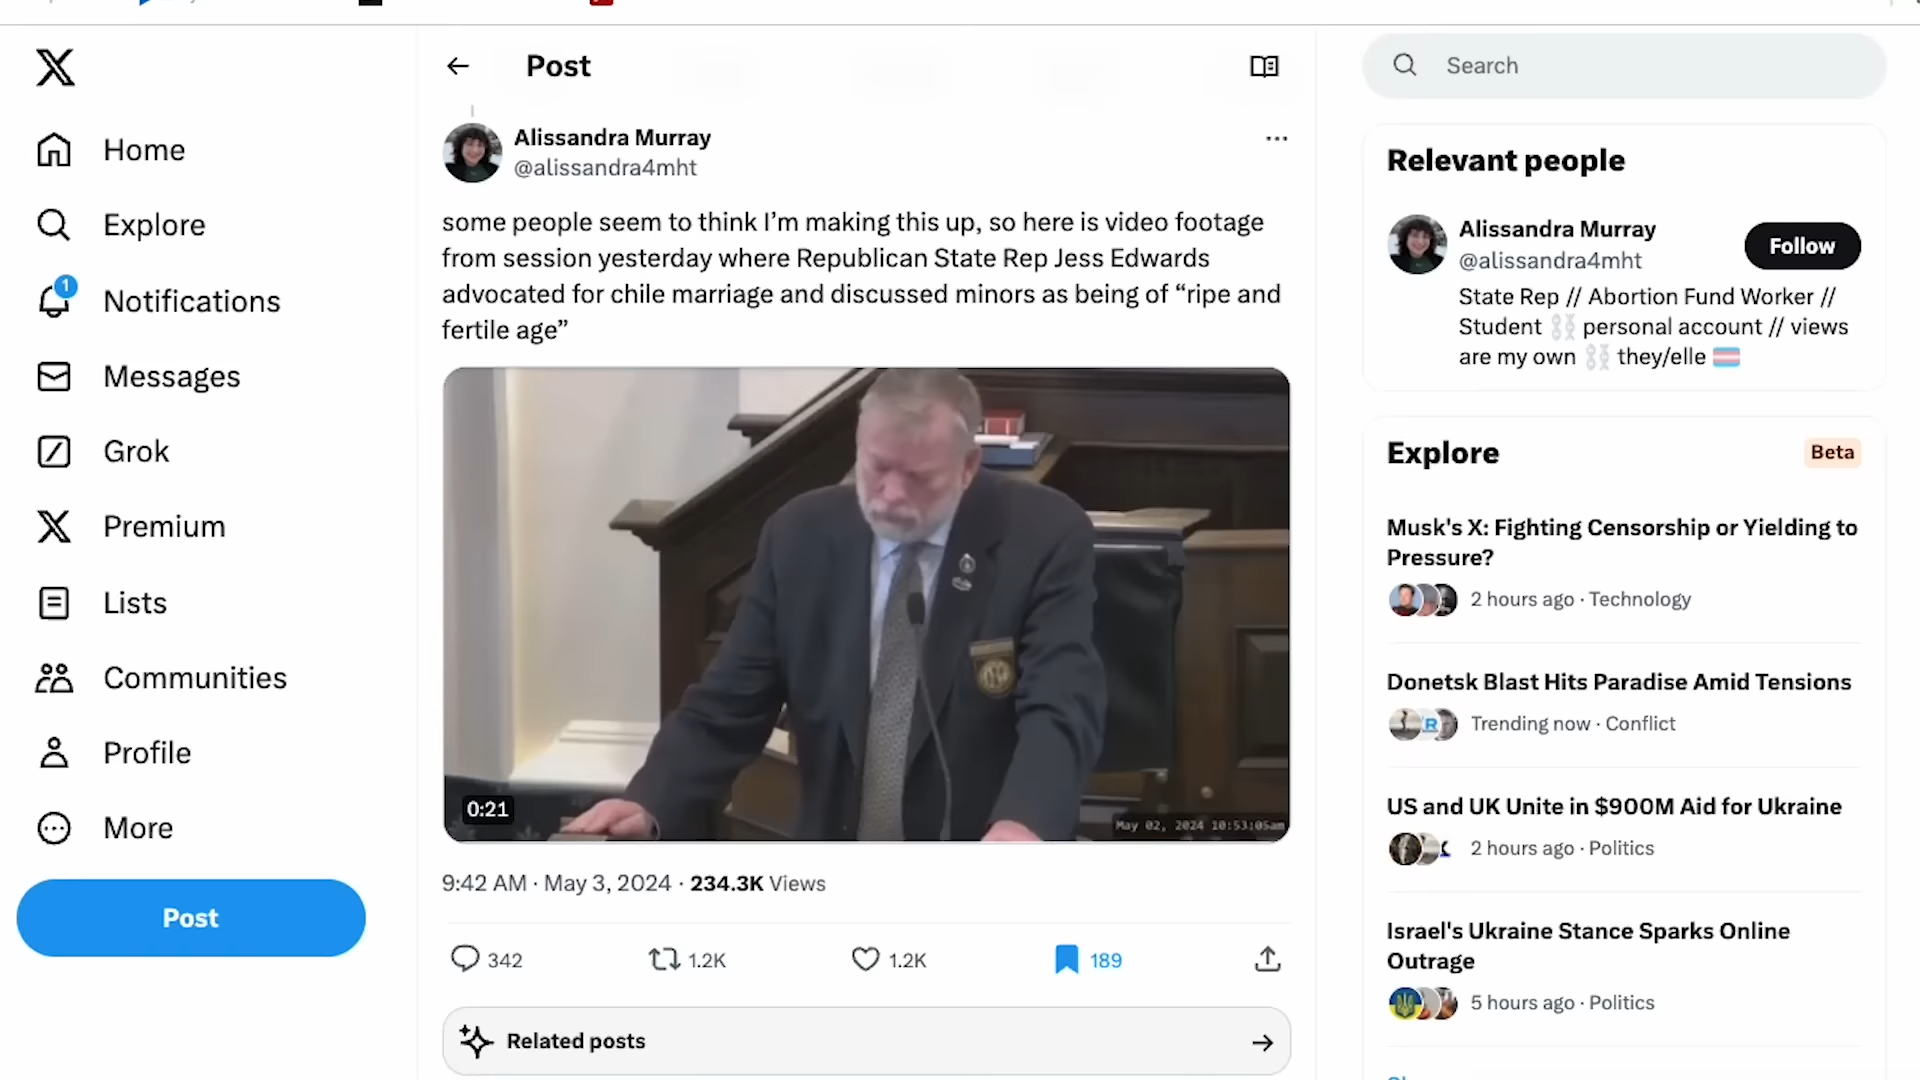 Home
Explore
1
Notifications
Messages
Grok
Premium
Lists
Communities
Profile
More
Post
Post
Alissandra Murray
@alissandra4mht
some people seem to think I’m making this up, so here is video footage
from session yesterday where Republican State Rep Jess Edwards
advocated for chile marriage and discussed minors as being of “ripe and
fertile age”
0:21
May 02, 2024 10:53:05am
9:42 AM · May 3, 2024 · 234.3K Views
342
1.2K
1.2K
189
Related posts
Search
Relevant people
Alissandra Murray
@alissandra4mht
Follow
State Rep // Abortion Fund Worker //
Student ⛓ personal account // views
are my own ⛓ they/elle 🏳️‍⚧️
Explore
Beta
Musk's X: Fighting Censorship or Yielding to
Pressure?
2 hours ago · Technology
Donetsk Blast Hits Paradise Amid Tensions
R
Trending now · Conflict
US and UK Unite in $900M Aid for Ukraine
2 hours ago · Politics
Israel's Ukraine Stance Sparks Online
Outrage
5 hours ago · Politics